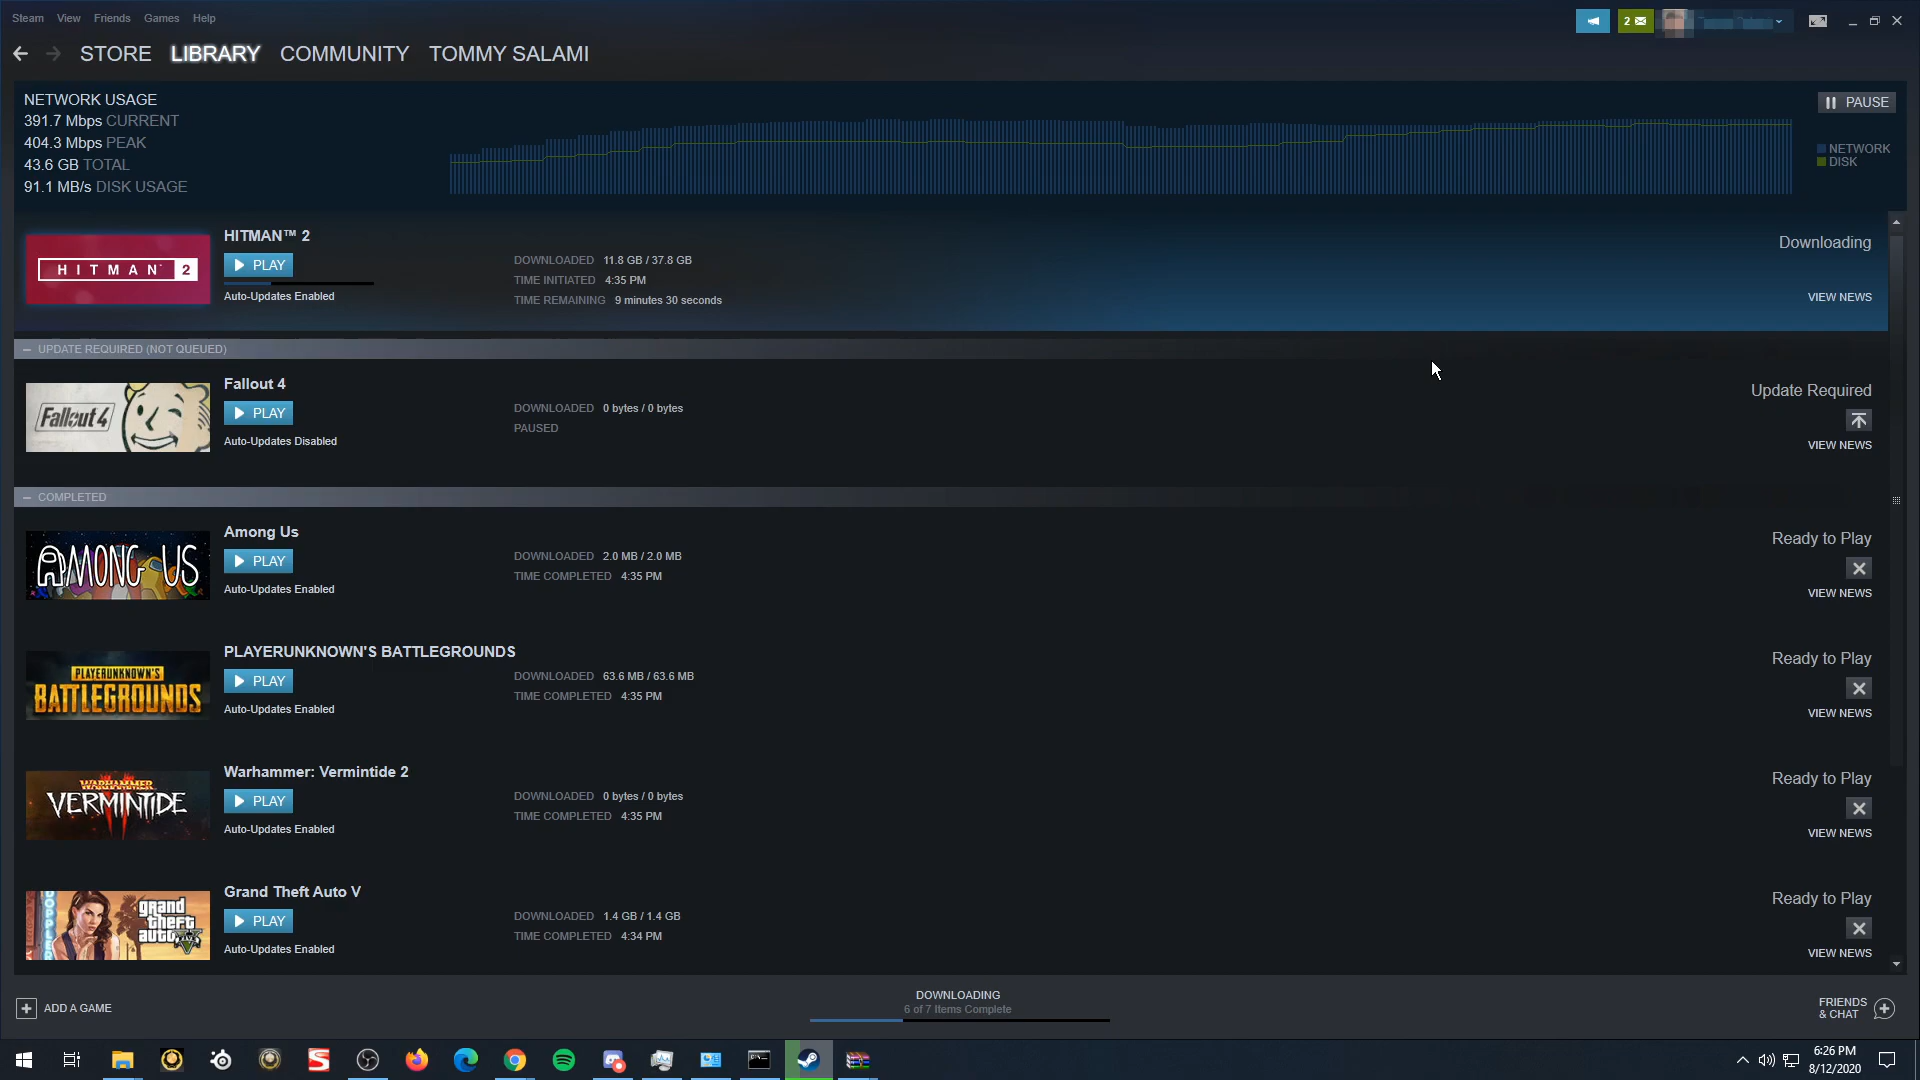 Steam View Friends Games Help
2
STORE LIBRARY COMMUNITY TOMMY SALAMI
NETWORK USAGE
391.7 Mbps CURRENT
404.3 Mbps PEAK
43.6 GB TOTAL
91.1 MB/s DISK USAGE
PAUSE
NETWORK
DISK
HITMAN 2
HITMAN™ 2
PLAY
Auto-Updates Enabled
DOWNLOADED 11.8 GB / 37.8 GB
TIME INITIATED 4:35 PM
TIME REMAINING 9 minutes 30 seconds
Downloading
VIEW NEWS
UPDATE REQUIRED (NOT QUEUED)
Fallout 4
Fallout 4
PLAY
Auto-Updates Disabled
DOWNLOADED 0 bytes / 0 bytes
PAUSED
Update Required
VIEW NEWS
COMPLETED
AMONG US
Among Us
PLAY
Auto-Updates Enabled
DOWNLOADED 2.0 MB / 2.0 MB
TIME COMPLETED 4:35 PM
Ready to Play
VIEW NEWS
PLAYERUNKNOWN'S
BATTLEGROUNDS
PLAYERUNKNOWN'S BATTLEGROUNDS
PLAY
Auto-Updates Enabled
DOWNLOADED 63.6 MB / 63.6 MB
TIME COMPLETED 4:35 PM
Ready to Play
VIEW NEWS
WARHAMMER
VERMINTIDE
Warhammer: Vermintide 2
PLAY
Auto-Updates Enabled
DOWNLOADED 0 bytes / 0 bytes
TIME COMPLETED 4:35 PM
Ready to Play
VIEW NEWS
grand
theft
auto
V
Grand Theft Auto V
PLAY
Auto-Updates Enabled
DOWNLOADED 1.4 GB / 1.4 GB
TIME COMPLETED 4:34 PM
Ready to Play
VIEW NEWS
ADD A GAME
DOWNLOADING
6 of 7 Items Complete
FRIENDS
& CHAT
6:26 PM
8/12/2020